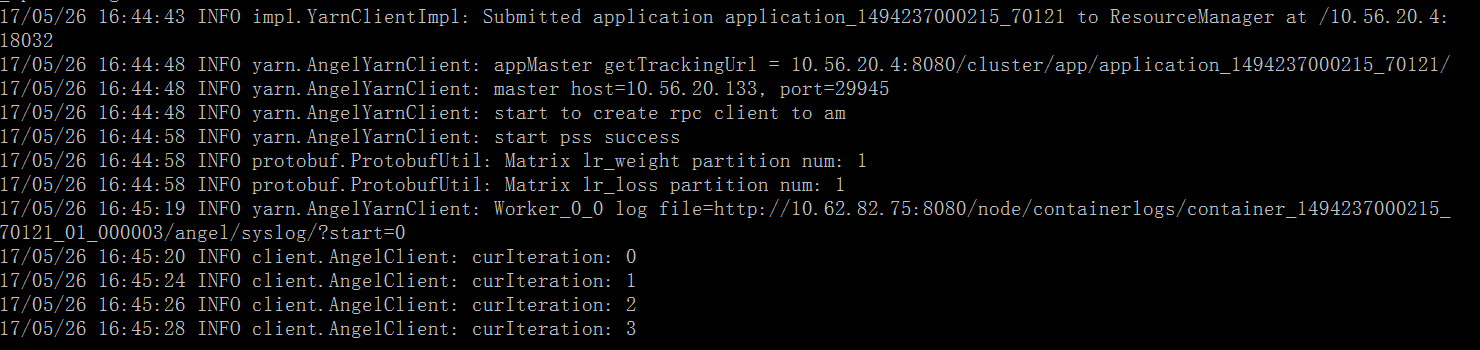 17/05/26 16:44:43 INFO impl.YarnClientImpl: Submitted application application_1494237000215_70121 to ResourceManager at /10.56.20.4:
18032
17/05/26 16:44:48 INFO yarn.AngelYarnClient: appMaster getTrackingUrl = 10.56.20.4:8080/cluster/app/application_1494237000215_70121/
17/05/26 16:44:48 INFO yarn.AngelYarnClient: master host=10.56.20.133, port=29945
17/05/26 16:44:48 INFO yarn.AngelYarnClient: start to create rpc client to am
17/05/26 16:44:58 INFO yarn.AngelYarnClient: start pss success
17/05/26 16:44:58 INFO protobuf.ProtobufUtil: Matrix lr_weight partition num: 1
17/05/26 16:44:58 INFO protobuf.ProtobufUtil: Matrix lr_loss partition num: 1
17/05/26 16:45:19 INFO yarn.AngelYarnClient: Worker_0_0 log file=http://10.62.82.75:8080/node/containerlogs/container_1494237000215_
70121_01_000003/angel/syslog/?start=0
17/05/26 16:45:20 INFO client.AngelClient: curIteration: 0
17/05/26 16:45:24 INFO client.AngelClient: curIteration: 1
17/05/26 16:45:26 INFO client.AngelClient: curIteration: 2
17/05/26 16:45:28 INFO client.AngelClient: curIteration: 3